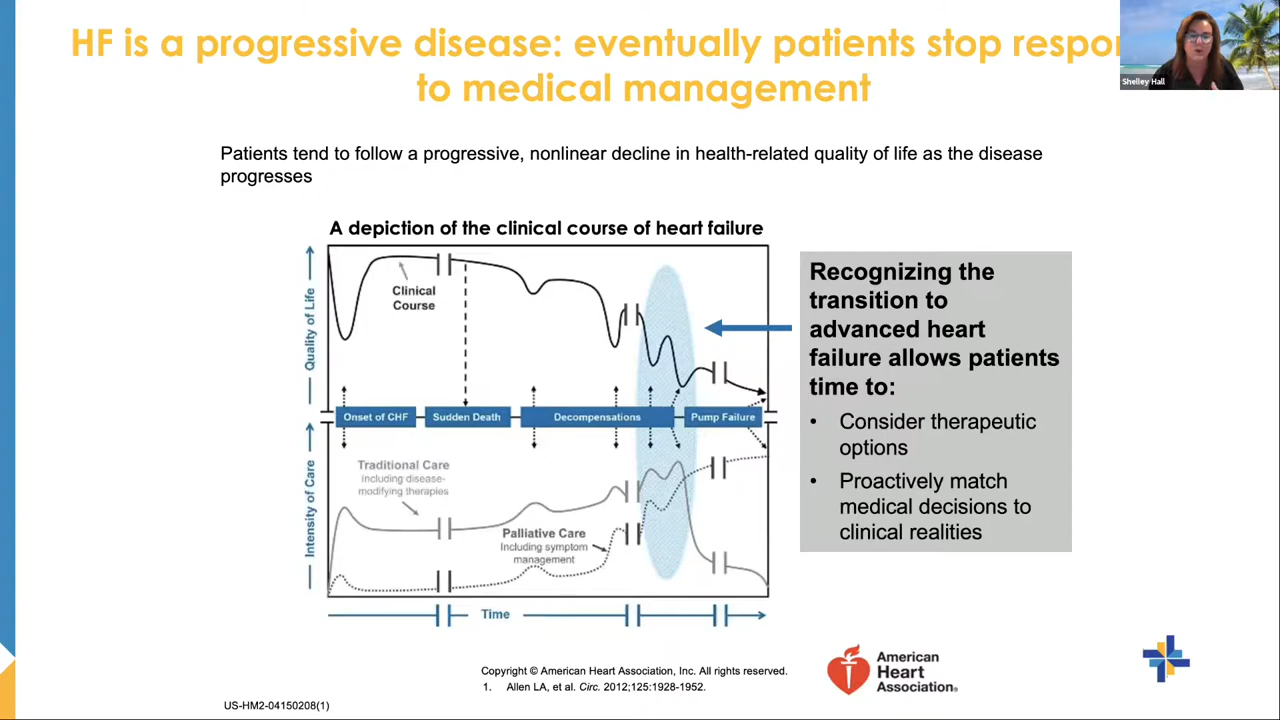 HF is a progressive disease: eventually patients stop respon
to medical management
Shelley Hall
Patients tend to follow a progressive, nonlinear decline in health-related quality of life as the disease
progresses
A depiction of the clinical course of heart failure
Quality of Life
Clinical
Course
Onset of CHF
Sudden Death
Decompensations
Pump Failure
Intensity of Care
Traditional Care
including disease-
modifying therapies
Palliative Care
Including symptom
management
Time
Recognizing the
transition to
advanced heart
failure allows patients
time to:
• Consider therapeutic
options
• Proactively match
medical decisions to
clinical realities
Copyright © American Heart Association, Inc. All rights reserved.
1. Allen LA, et al. Circ. 2012;125:1928-1952.
American
Heart
Association®
US-HM2-04150208(1)